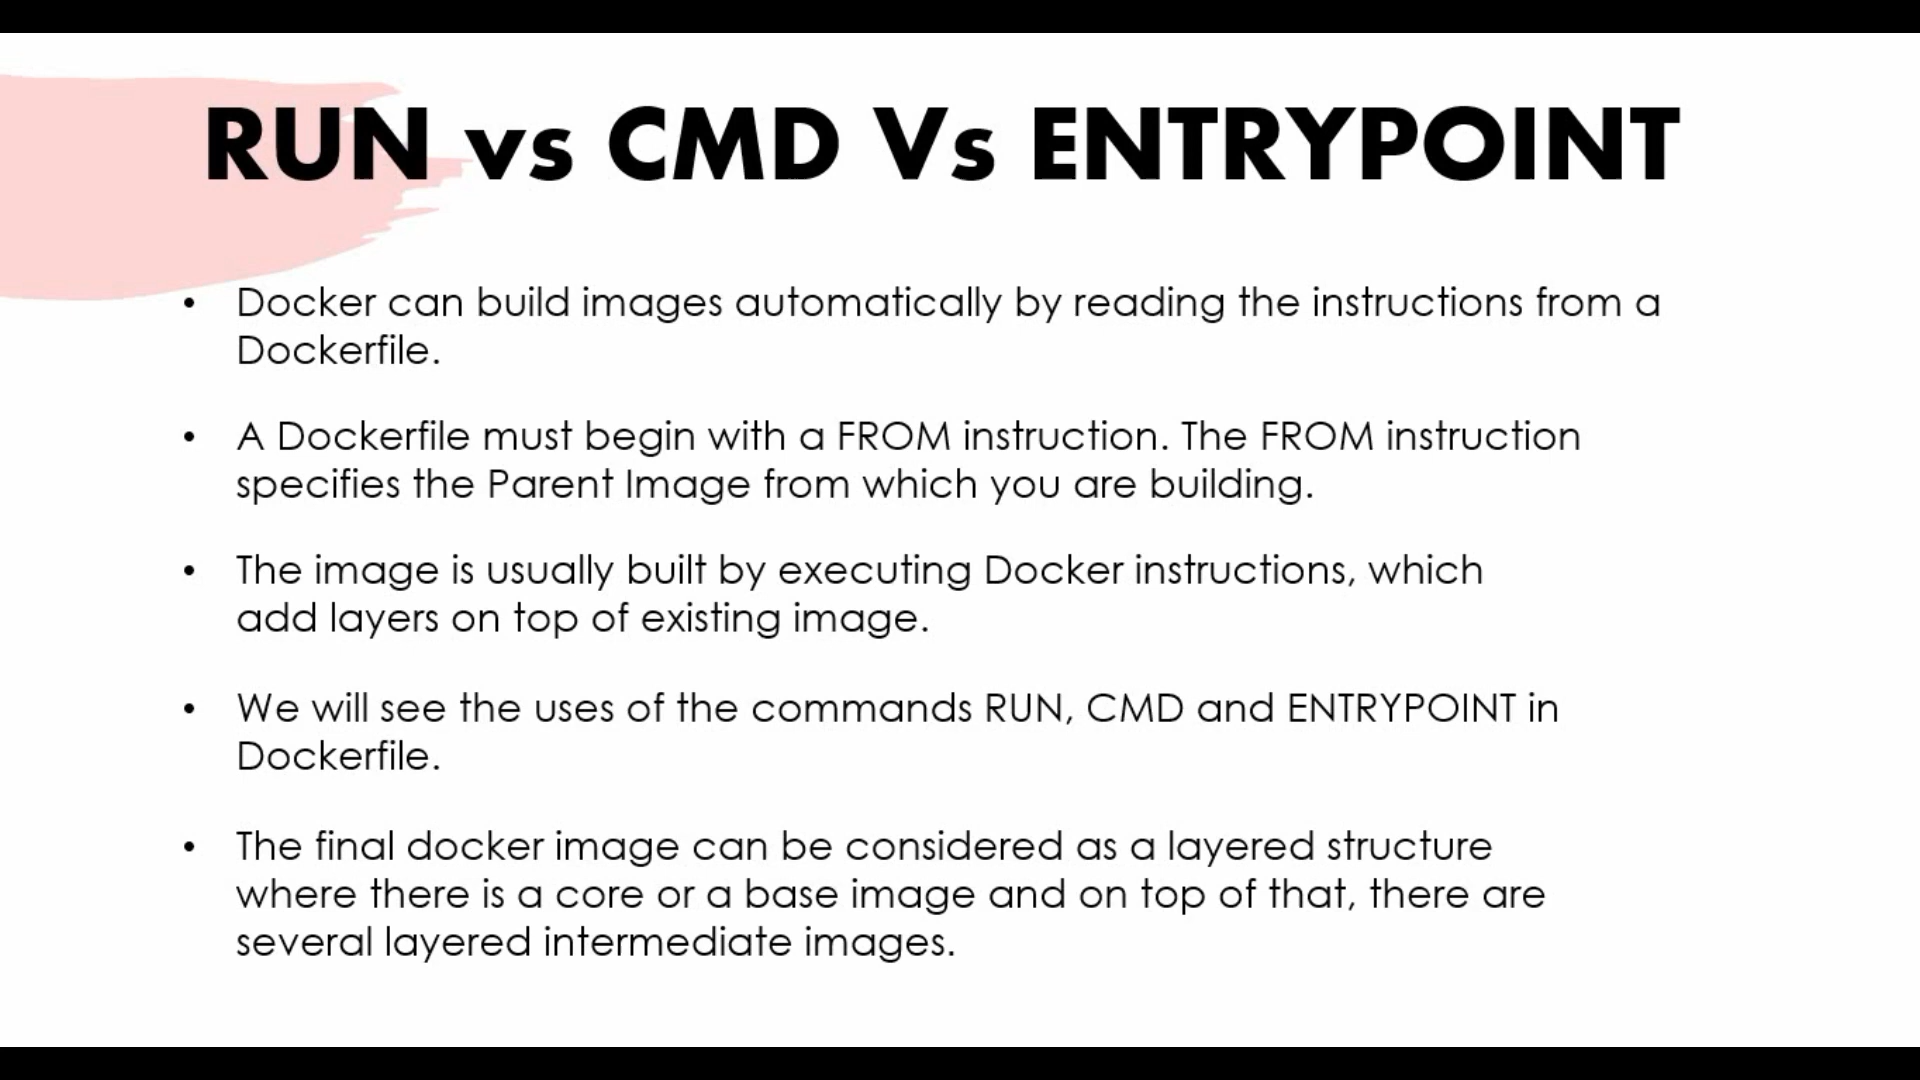 RUN vs CMD Vs ENTRYPOINT
• Docker can build images automatically by reading the instructions from a
Dockerfile.
• A Dockerfile must begin with a FROM instruction. The FROM instruction
specifies the Parent Image from which you are building.
• The image is usually built by executing Docker instructions, which
add layers on top of existing image.
• We will see the uses of the commands RUN, CMD and ENTRYPOINT in
Dockerfile.
• The final docker image can be considered as a layered structure
where there is a core or a base image and on top of that, there are
several layered intermediate images.